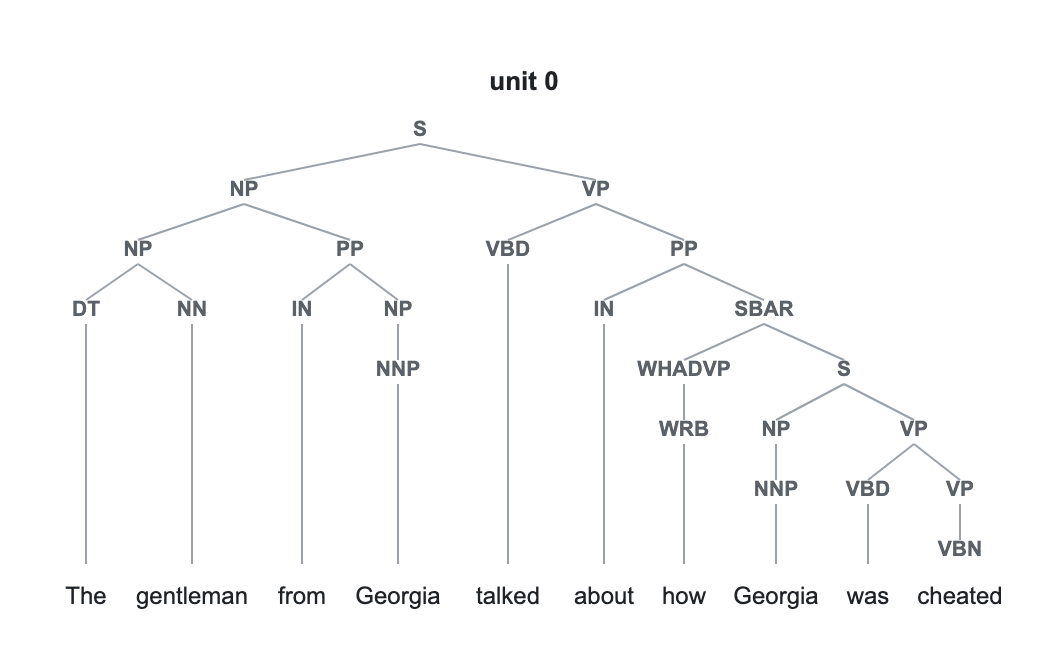 unit 0
S
NP VP
NP PP VBD PP
DT NN IN NP IN SBAR
NNP WHADVP S
WRB NP VP
NNP VBD VP
VBN
The gentleman from Georgia talked about how Georgia was cheated